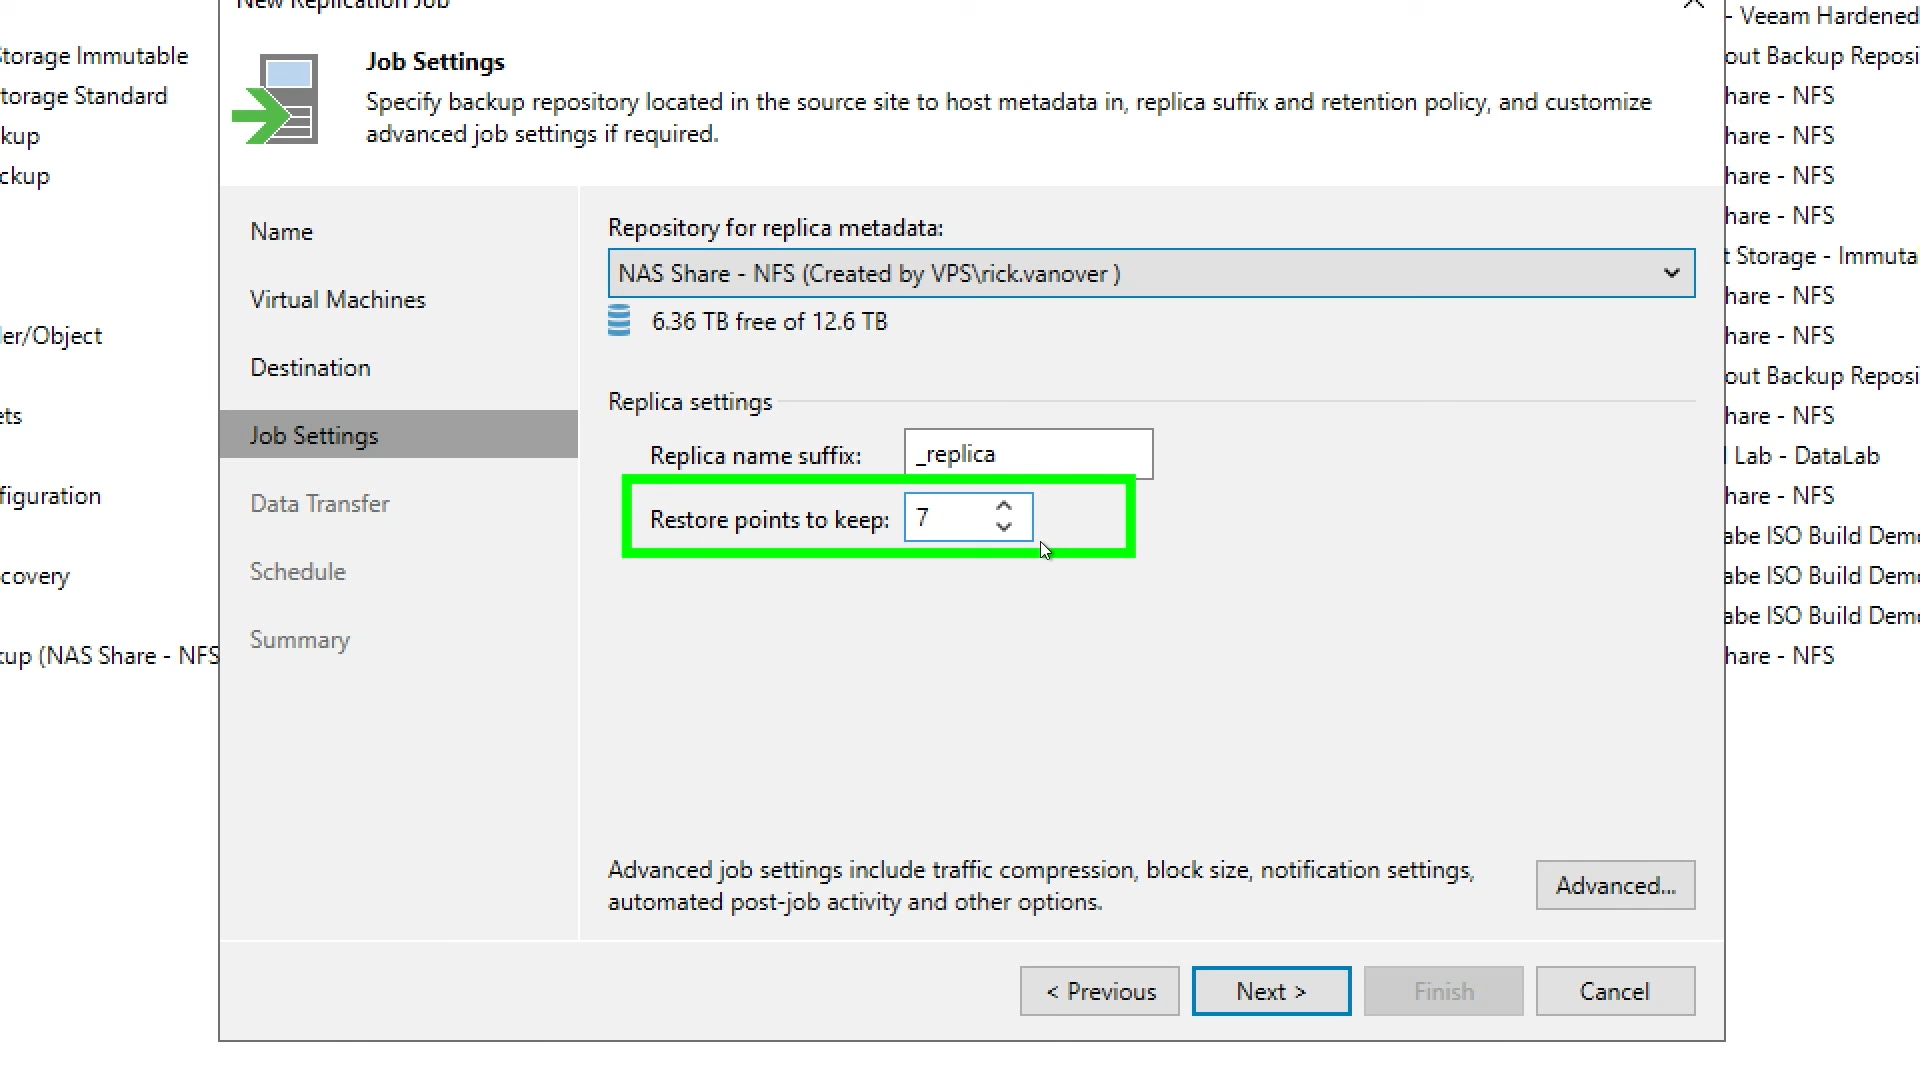 New Replication Job
Job Settings
Specify backup repository located in the source site to host metadata in, replica suffix and retention policy, and customize
advanced job settings if required.
Storage Immutable
Storage Standard
kup
ckup
er/Object
ets
figuration
covery
kup (NAS Share - NFS
Name
Virtual Machines
Destination
Job Settings
Data Transfer
Schedule
Summary
Repository for replica metadata:
NAS Share - NFS (Created by VPS\rick.vanover )
6.36 TB free of 12.6 TB
Replica settings
Replica name suffix: _replica
Restore points to keep: 7
Advanced job settings include traffic compression, block size, notification settings,
automated post-job activity and other options.
Advanced...
< Previous Next > Finish Cancel
- Veeam Hardened
out Backup Reposi
hare - NFS
hare - NFS
hare - NFS
hare - NFS
t Storage - Immuta
hare - NFS
hare - NFS
out Backup Reposi
hare - NFS
l Lab - DataLab
hare - NFS
abe ISO Build Demo
abe ISO Build Demo
abe ISO Build Demo
hare - NFS